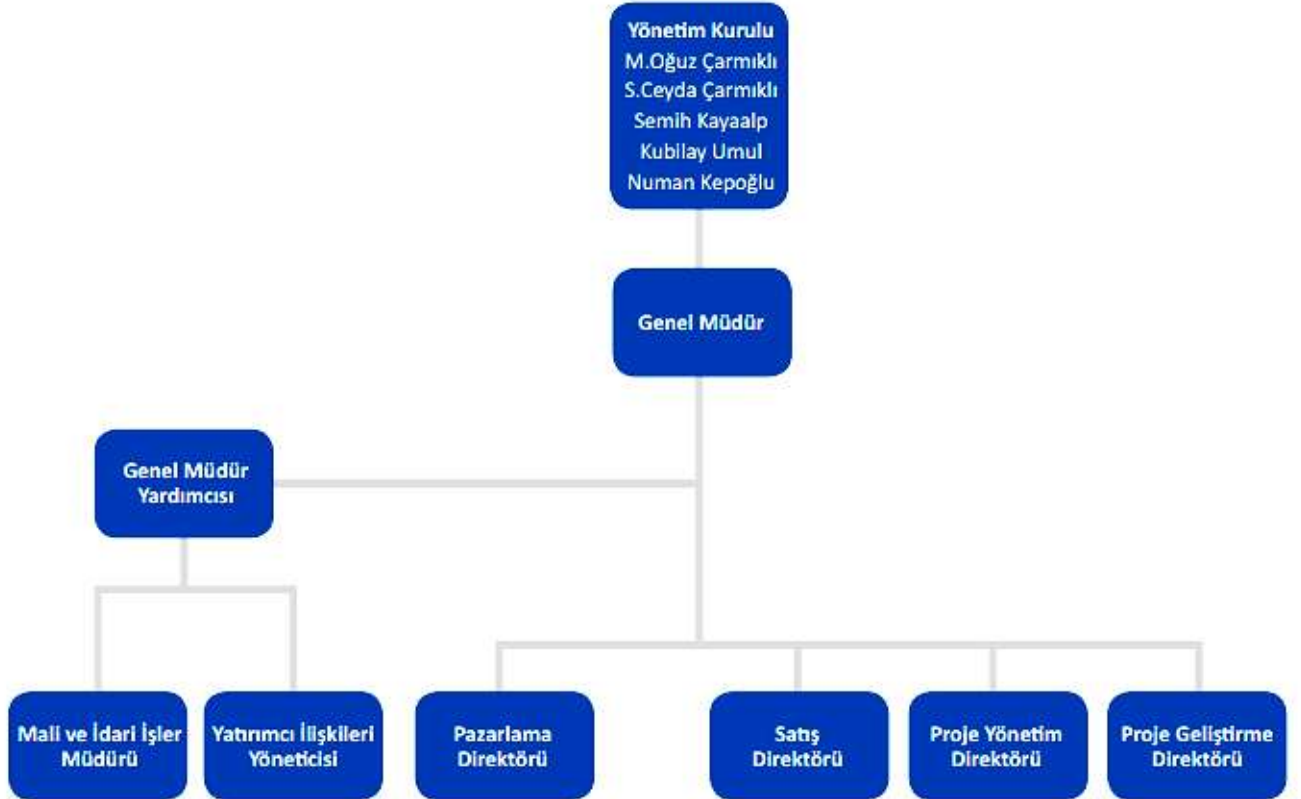 Yönetim Kurulu
M.Oğuz Çarmıklı
S.Ceyda Çarmıklı
Semih Kayaalp
Kubilay Umul
Numan Kepoğlu
Genel Müdür
Genel Müdür
Yardımcısı
Mali ve İdari İşler
Müdürü
Yatırımcı İlişkileri
Yöneticisi
Pazarlama
Direktörü
Satış
Direktörü
Proje Yönetim
Direktörü
Proje Geliştirme
Direktörü